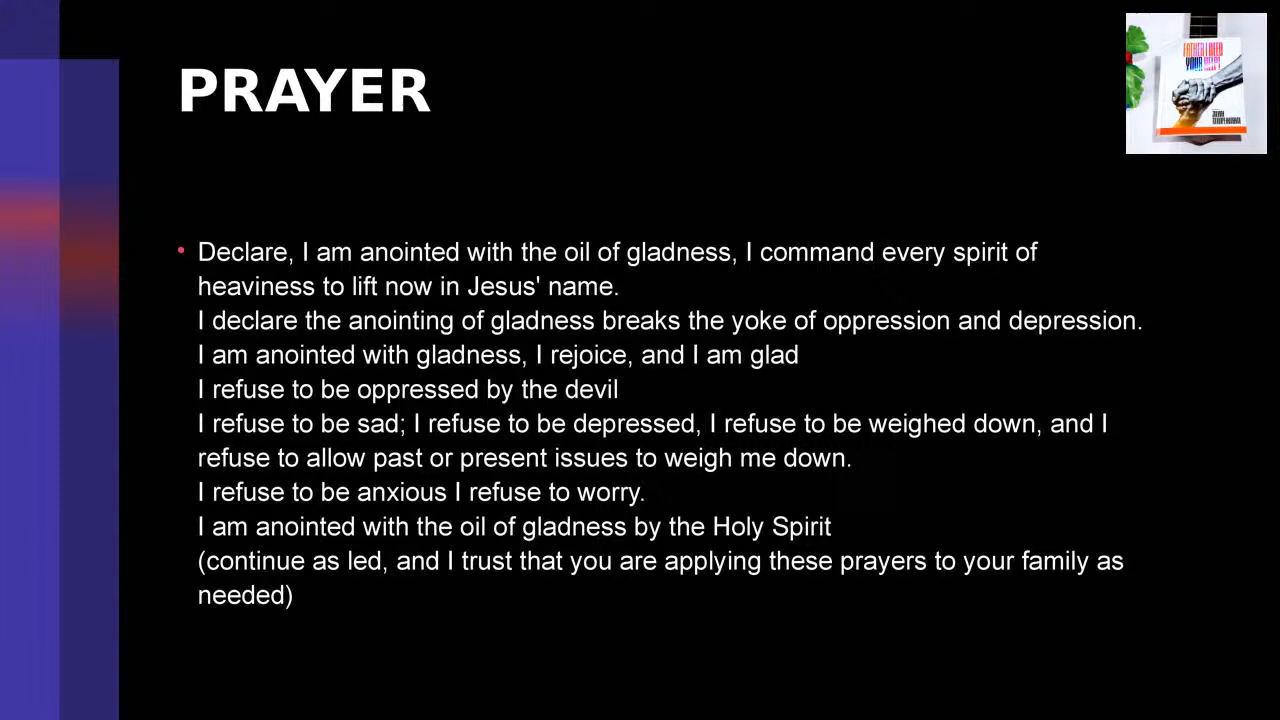 PRAYER
FATHER I NEED
YOUR HELP!
Declare, I am anointed with the oil of gladness, I command every spirit of
heaviness to lift now in Jesus' name.
I declare the anointing of gladness breaks the yoke of oppression and depression.
I am anointed with gladness, I rejoice, and I am glad
I refuse to be oppressed by the devil
I refuse to be sad; I refuse to be depressed, I refuse to be weighed down, and I
refuse to allow past or present issues to weigh me down.
I refuse to be anxious I refuse to worry.
I am anointed with the oil of gladness by the Holy Spirit
(continue as led, and I trust that you are applying these prayers to your family as
needed)